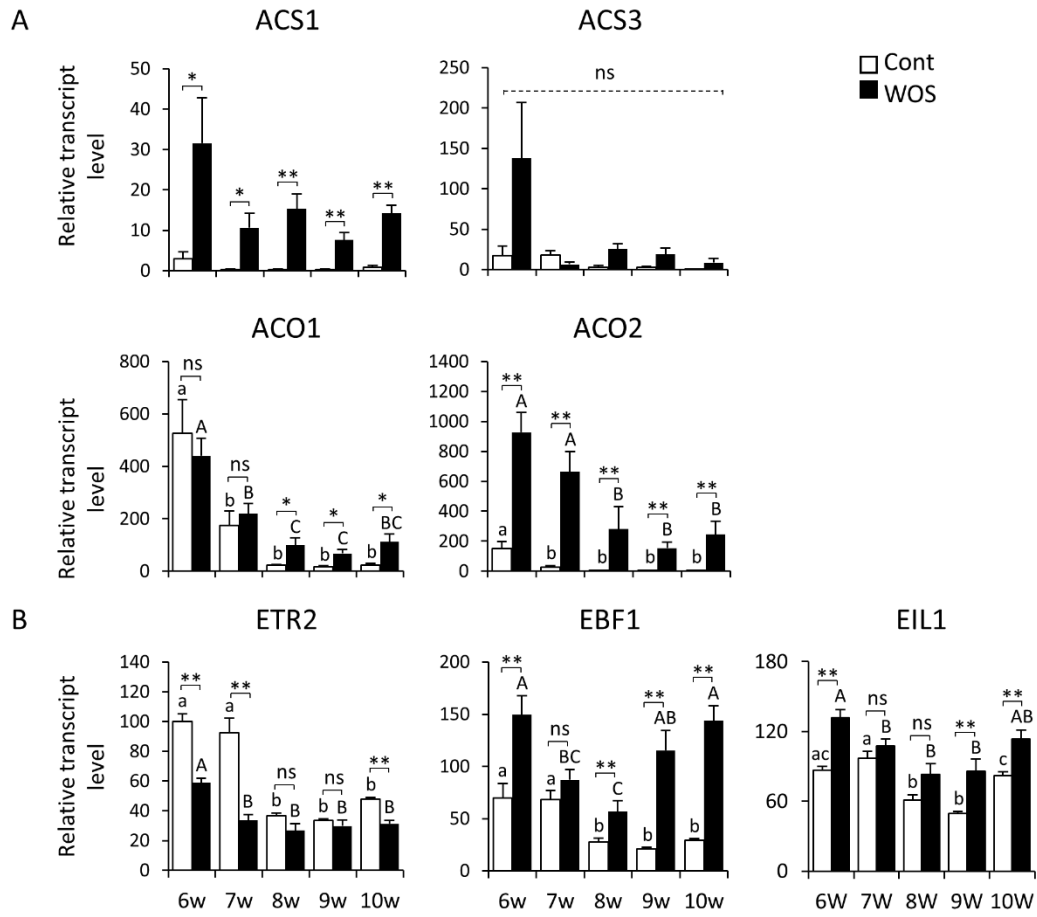 A
ACS1
ACS3
Cont
WOS
Relative transcript
level
50
40
30
20
10
0
*
*
**
**
**
250
200
150
100
50
0
ns
ACO1
ACO2
Relative transcript
level
800
600
400
200
0
ns
a
A
ns
b
B
*
b
C
*
b
C
*
b
BC
1400
1200
1000
800
600
400
200
0
**
a
A
**
b
A
**
b
B
**
b
B
**
b
B
B
ETR2
EBF1
EIL1
Relative transcript
level
140
120
100
80
60
40
20
0
**
a
A
**
a
B
ns
b
B
ns
b
B
**
b
B
6w 7w 8w 9w 10w
200
150
100
50
0
**
a
A
ns
a
BC
**
b
C
**
b
AB
**
b
A
6w 7w 8w 9w 10w
180
120
60
0
**
ac
A
ns
a
B
ns
b
B
**
b
B
**
c
AB
6W 7W 8W 9W 10W